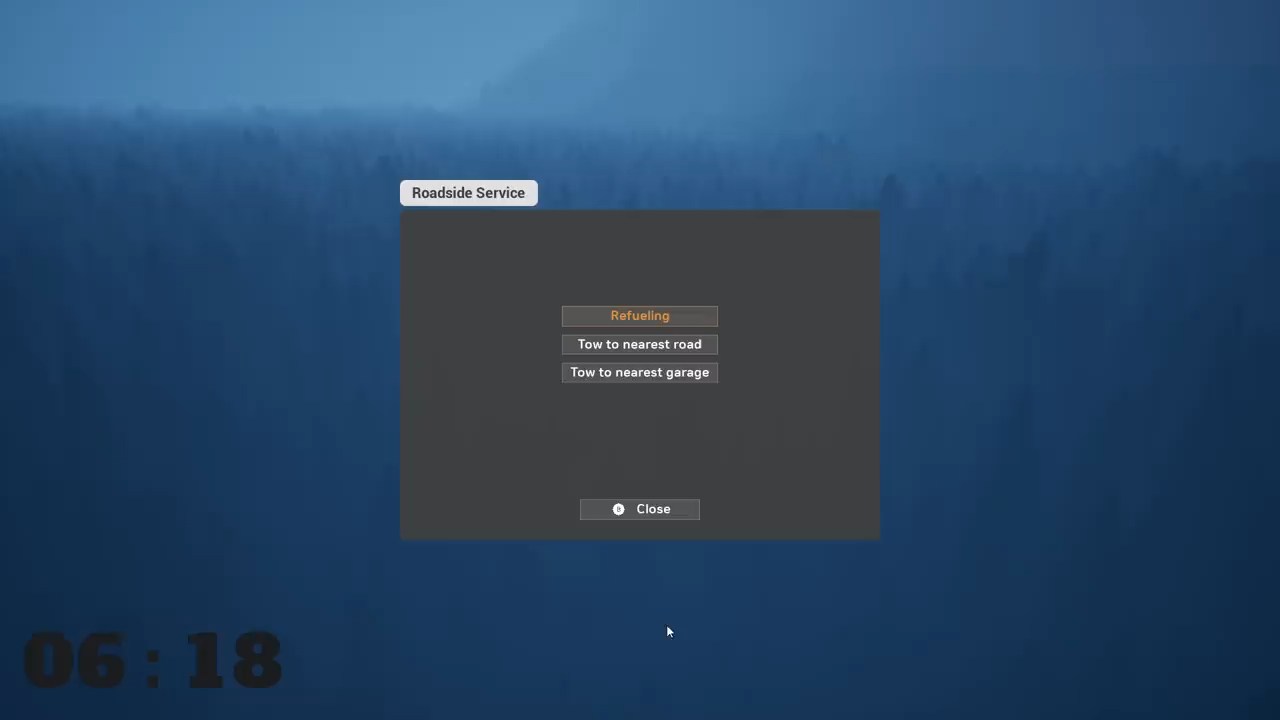 Roadside Service
Refueling
Tow to nearest road
Tow to nearest garage
Close
06:18